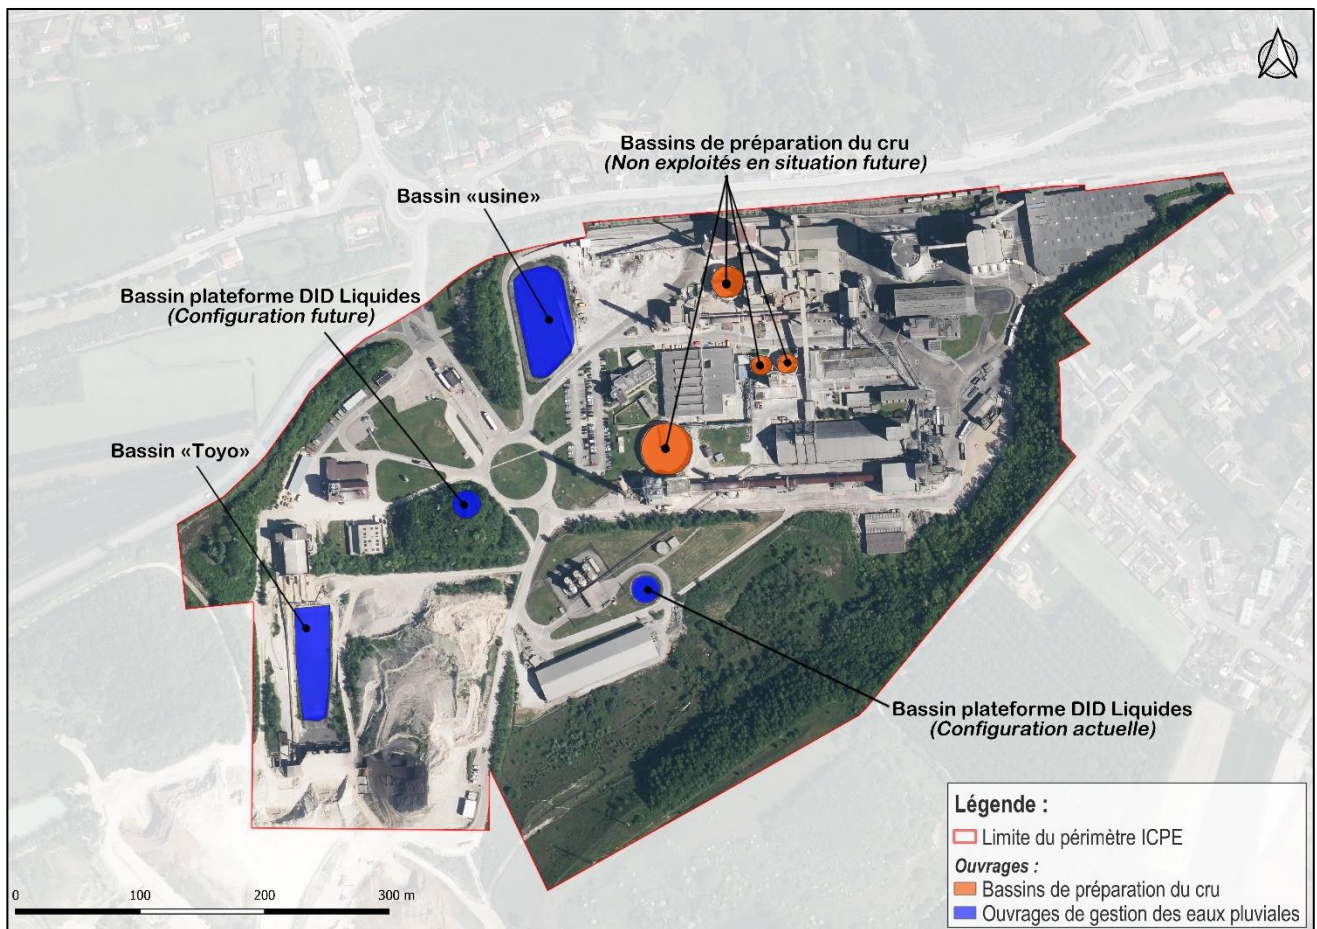 N
Bassins de préparation du cru
(Non exploités en situation future)
Bassin «usine»
Bassin plateforme DID Liquides
(Configuration future)
Bassin «Toyo»
Bassin plateforme DID Liquides
(Configuration actuelle)
Légende :
Limite du périmètre ICPE
Ouvrages :
Bassins de préparation du cru
Ouvrages de gestion des eaux pluviales
0 100 200 300 m